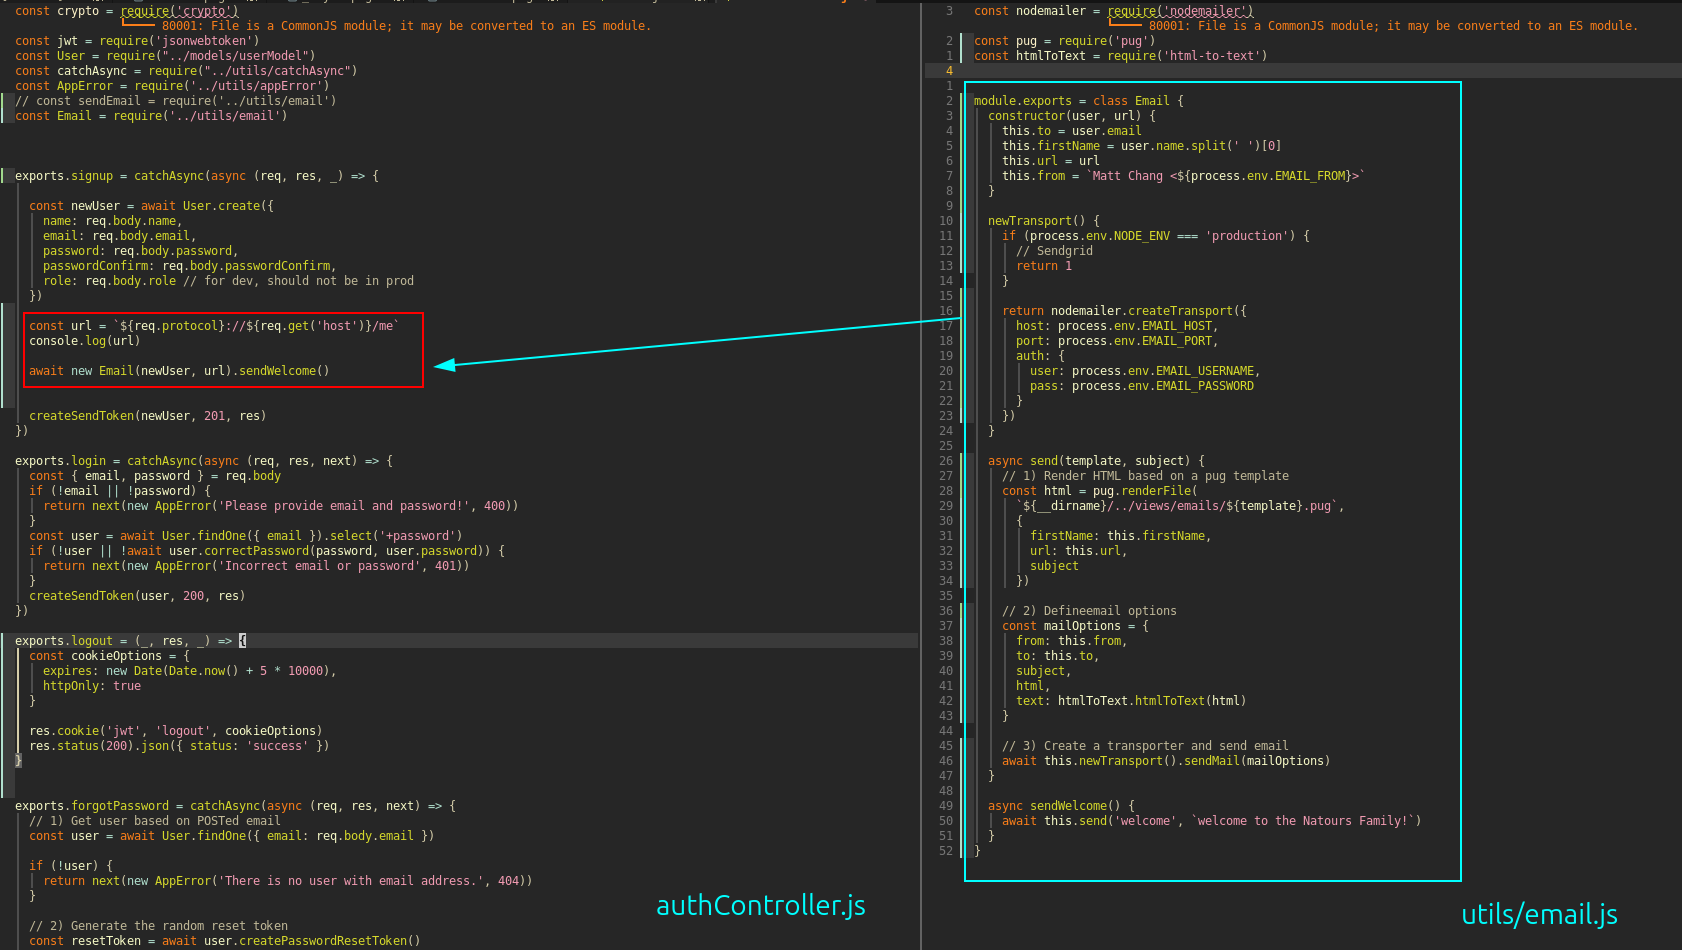 const crypto = require('crypto')
80001: File is a CommonJS module; it may be converted to an ES module.
const jwt = require('jsonwebtoken')
const User = require("../models/userModel")
const catchAsync = require("../utils/catchAsync")
const AppError = require('../utils/appError')
// const sendEmail = require('../utils/email')
const Email = require('../utils/email')
exports.signup = catchAsync(async (req, res, _) => {
const newUser = await User.create({
name: req.body.name,
email: req.body.email,
password: req.body.password,
passwordConfirm: req.body.passwordConfirm,
role: req.body.role // for dev, should not be in prod
})
const url = `${req.protocol}://${req.get('host')}/me`
console.log(url)
await new Email(newUser, url).sendWelcome()
createSendToken(newUser, 201, res)
})
exports.login = catchAsync(async (req, res, next) => {
const { email, password } = req.body
if (!email || !password) {
return next(new AppError('Please provide email and password!', 400))
}
const user = await User.findOne({ email }).select('+password')
if (!user || !await user.correctPassword(password, user.password)) {
return next(new AppError('Incorrect email or password', 401))
}
createSendToken(user, 200, res)
})
exports.logout = (_, res, _) => {
const cookieOptions = {
expires: new Date(Date.now() + 5 * 10000),
httpOnly: true
}
res.cookie('jwt', 'logout', cookieOptions)
res.status(200).json({ status: 'success' })
}
exports.forgotPassword = catchAsync(async (req, res, next) => {
// 1) Get user based on POSTed email
const user = await User.findOne({ email: req.body.email })
if (!user) {
return next(new AppError('There is no user with email address.', 404))
}
// 2) Generate the random reset token
const resetToken = await user.createPasswordResetToken()
authController.js
3 const nodemailer = require('nodemailer')
80001: File is a CommonJS module; it may be converted to an ES module.
2 const pug = require('pug')
1 const htmlToText = require('html-to-text')
4
1
2 module.exports = class Email {
3 constructor(user, url) {
4 this.to = user.email
5 this.firstName = user.name.split(' ')[0]
6 this.url = url
7 this.from = `Matt Chang <${process.env.EMAIL_FROM}>`
8 }
9
10 newTransport() {
11 if (process.env.NODE_ENV === 'production') {
12 // Sendgrid
13 return 1
14 }
15
16 return nodemailer.createTransport({
17 host: process.env.EMAIL_HOST,
18 port: process.env.EMAIL_PORT,
19 auth: {
20 user: process.env.EMAIL_USERNAME,
21 pass: process.env.EMAIL_PASSWORD
22 }
23 })
24 }
25
26 async send(template, subject) {
27 // 1) Render HTML based on a pug template
28 const html = pug.renderFile(
29 `${__dirname}/../views/emails/${template}.pug`,
30 {
31 firstName: this.firstName,
32 url: this.url,
33 subject
34 })
35
36 // 2) Defineemail options
37 const mailOptions = {
38 from: this.from,
39 to: this.to,
40 subject,
41 html,
42 text: htmlToText.htmlToText(html)
43 }
44
45 // 3) Create a transporter and send email
46 await this.newTransport().sendMail(mailOptions)
47 }
48
49 async sendWelcome() {
50 await this.send('welcome', `welcome to the Natours Family!`)
51 }
52 }
utils/email.js